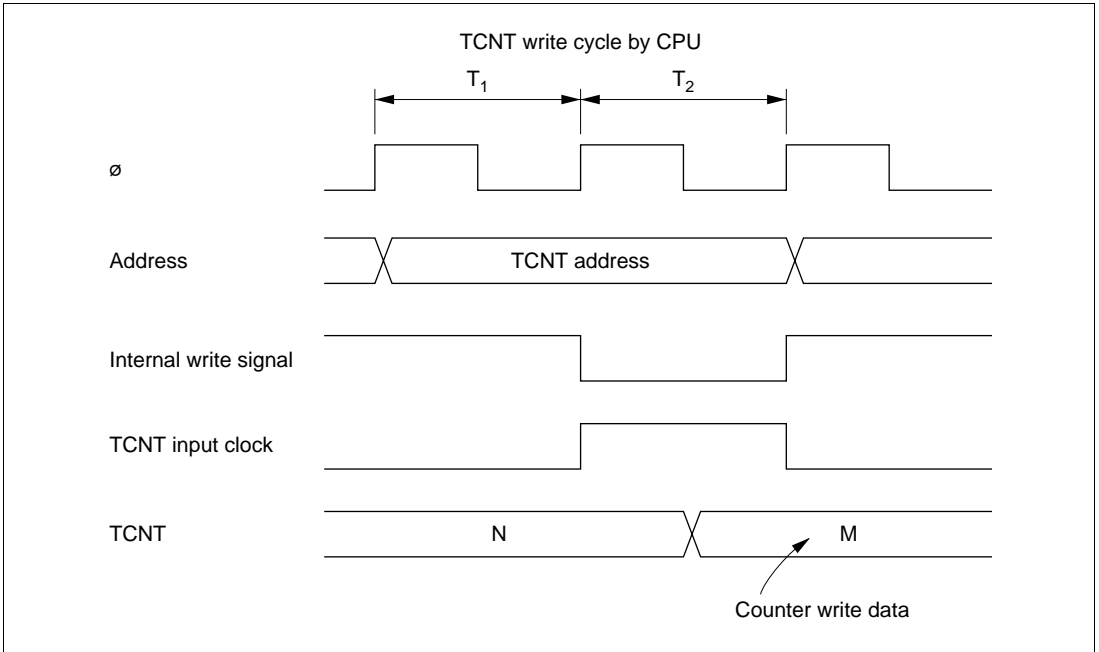 TCNT write cycle by CPU
T1 T2
ø
Address TCNT address
Internal write signal
TCNT input clock
TCNT N M
Counter write data